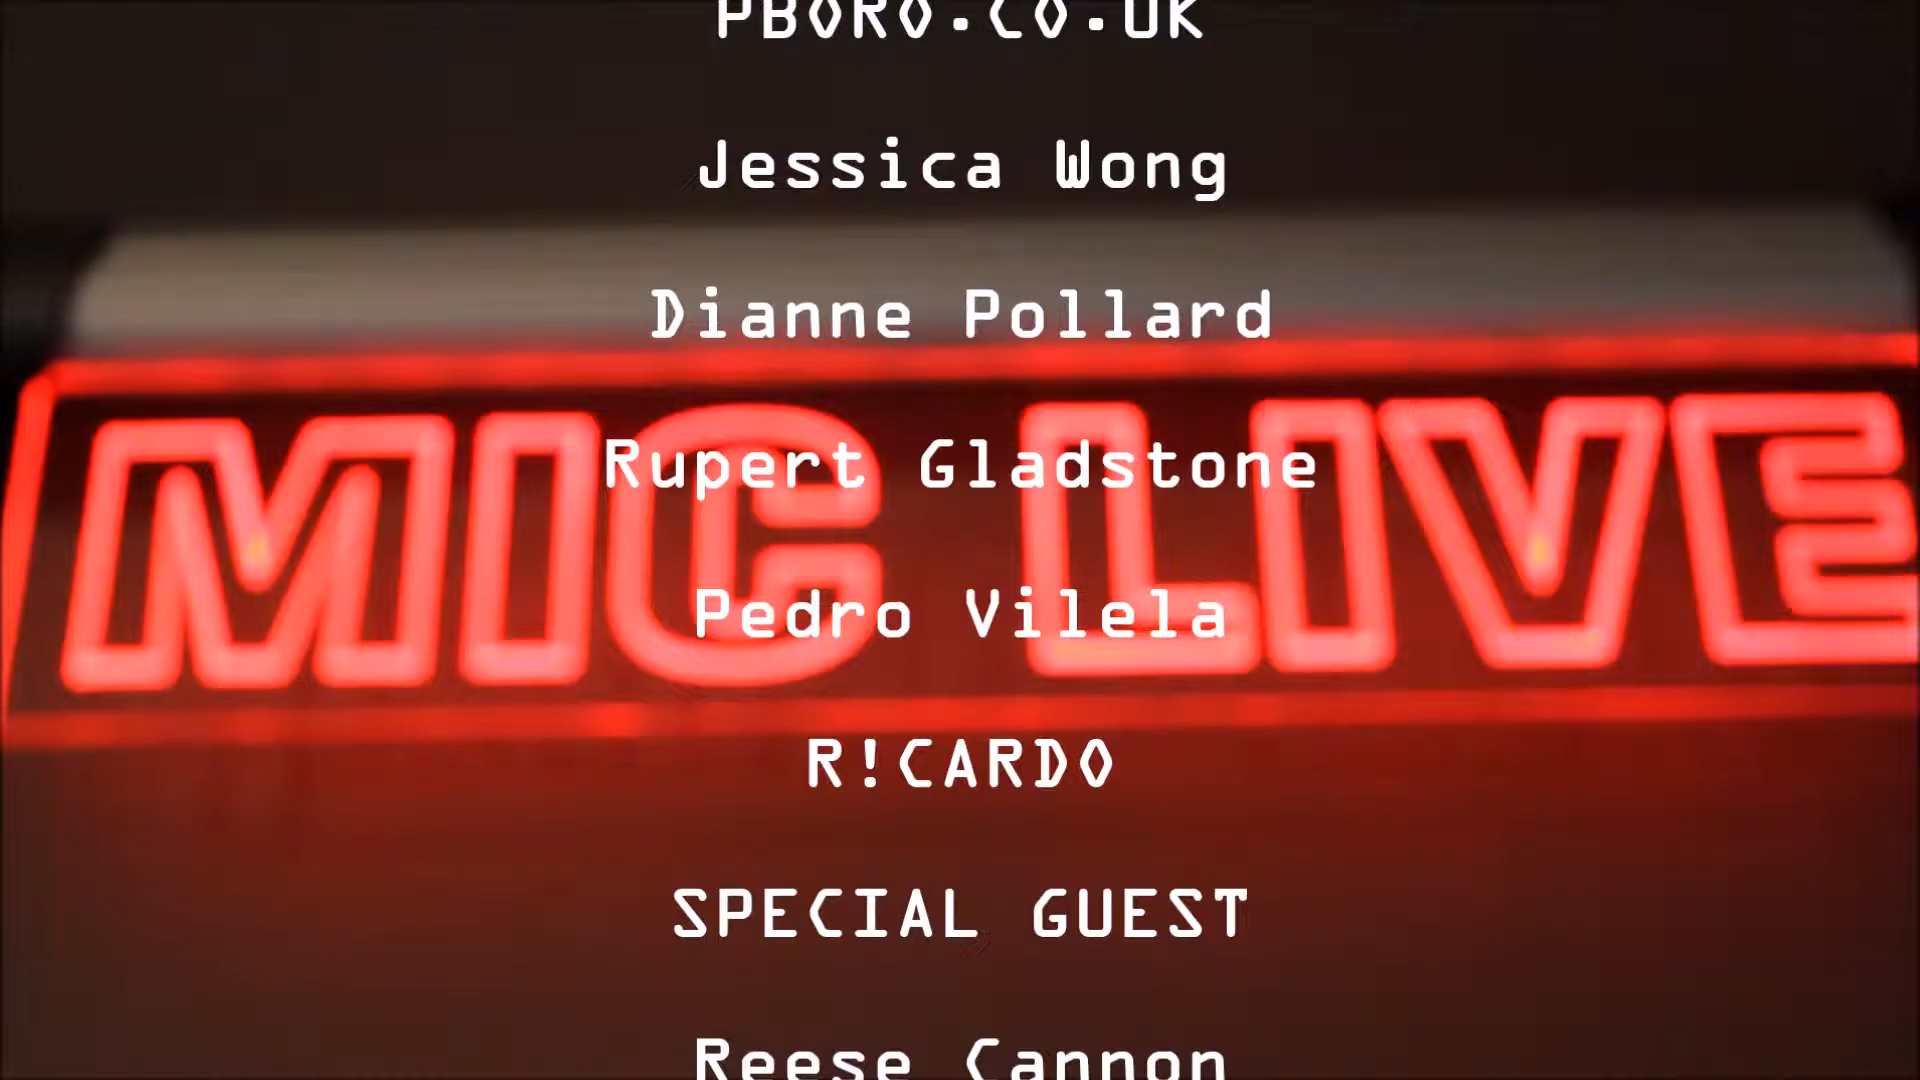 PBORO.CO.UK
Jessica Wong
Dianne Pollard
Rupert Gladstone
MIC LIVE
Pedro Vilela
R!CARDO
SPECIAL GUEST
Reese Cannon